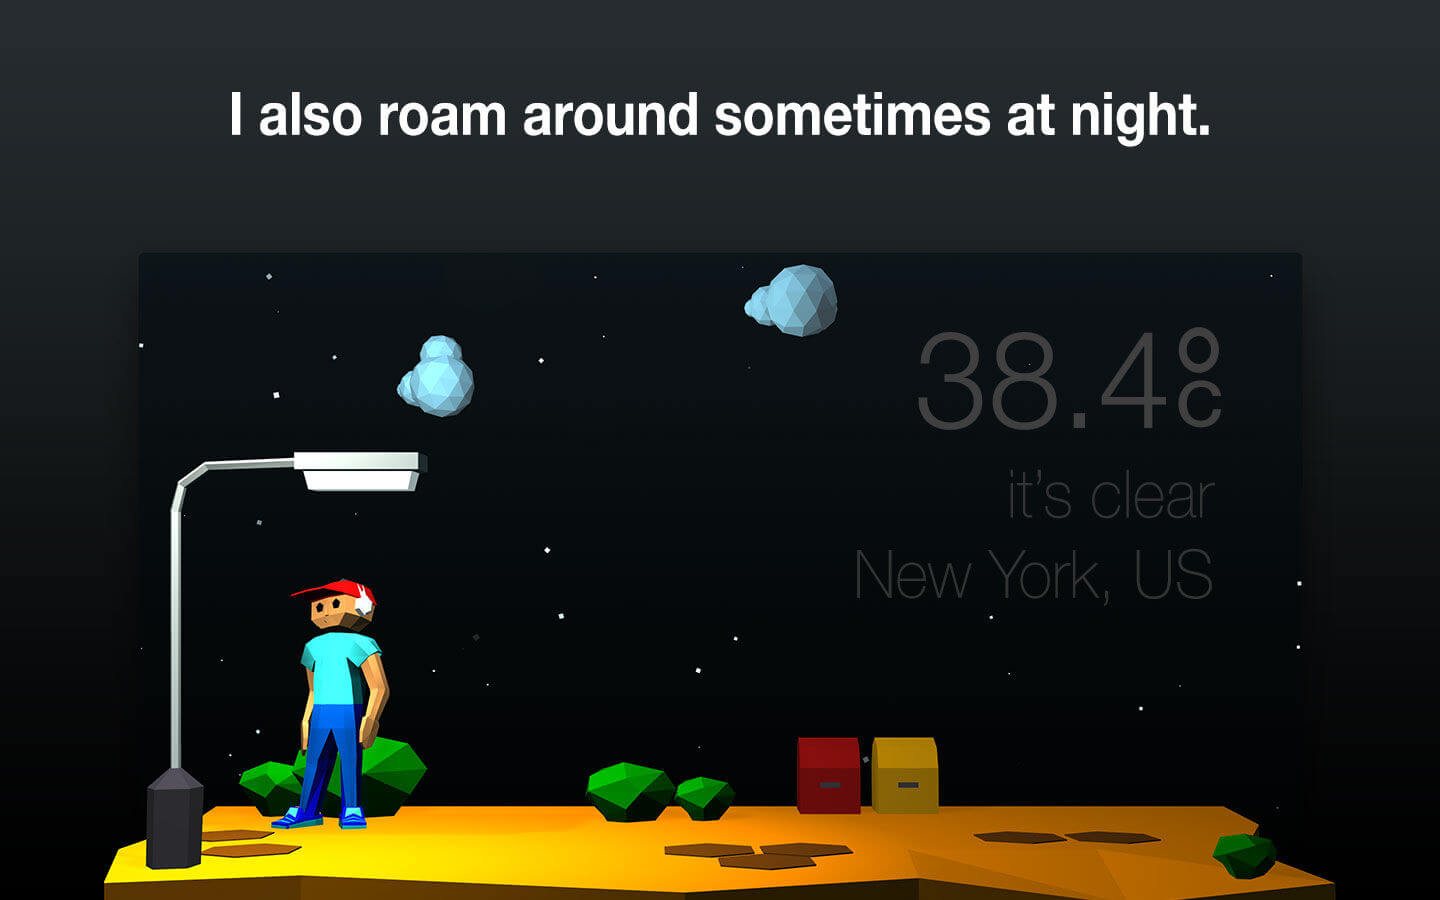 I also roam around sometimes at night.
38.4°C
it's clear
New York, US